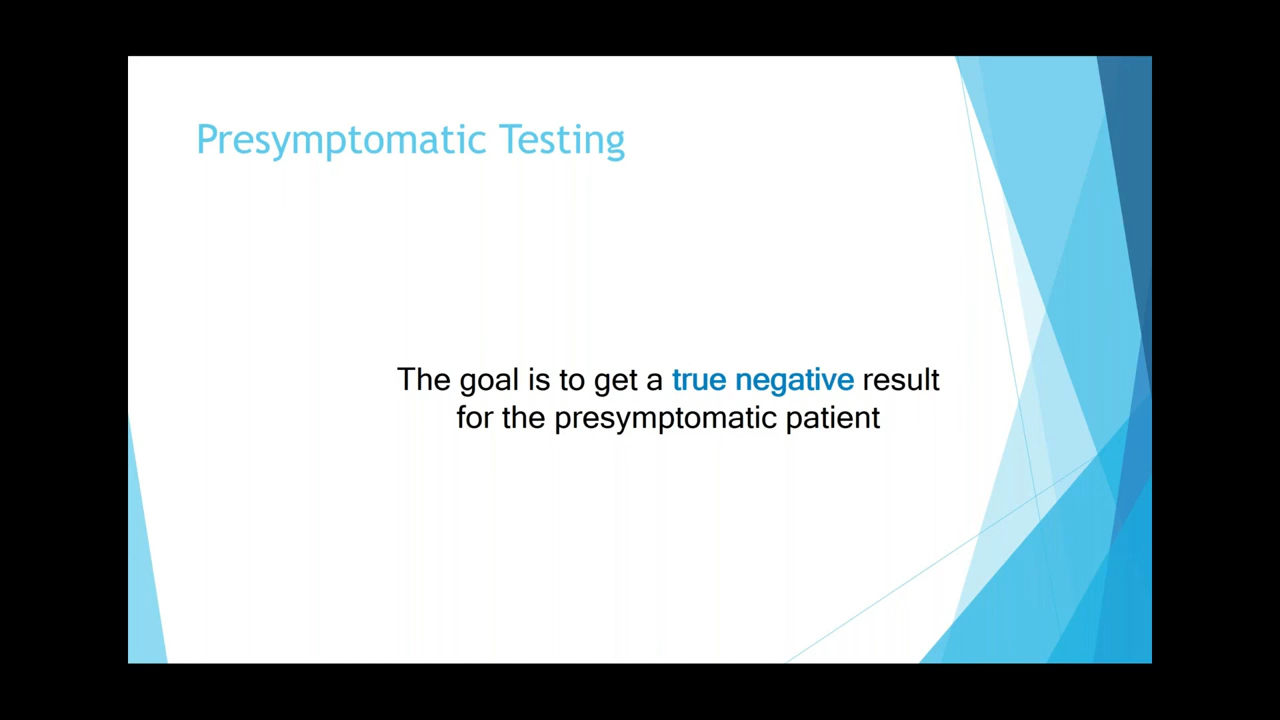 Presymptomatic Testing
The goal is to get a true negative result
for the presymptomatic patient